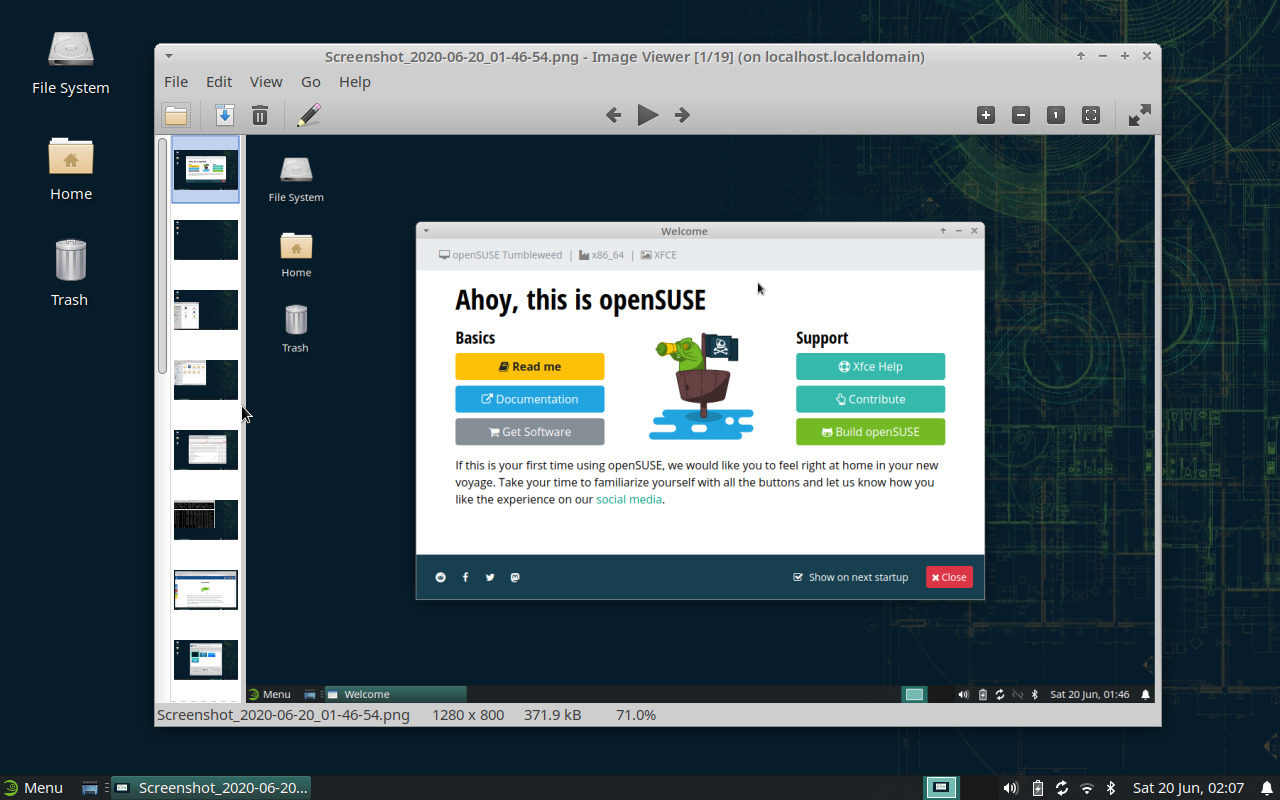 File System
Home
Trash
Screenshot_2020-06-20_01-46-54.png - Image Viewer [1/19] (on localhost.localdomain)
File Edit View Go Help
1
File System
Home
Trash
Welcome
openSUSE Tumbleweed | x86_64 | XFCE
Ahoy, this is openSUSE
Basics
Read me
Documentation
Get Software
Support
Xfce Help
Contribute
Build openSUSE
If this is your first time using openSUSE, we would like you to feel right at home in your new
voyage. Take your time to familiarize yourself with all the buttons and let us know how you
like the experience on our social media.
Show on next startup
Close
Menu
Welcome
Sat 20 Jun, 01:46
Screenshot_2020-06-20_01-46-54.png 1280 x 800 371.9 kB 71.0%
Menu
Screenshot_2020-06-20...
Sat 20 Jun, 02:07